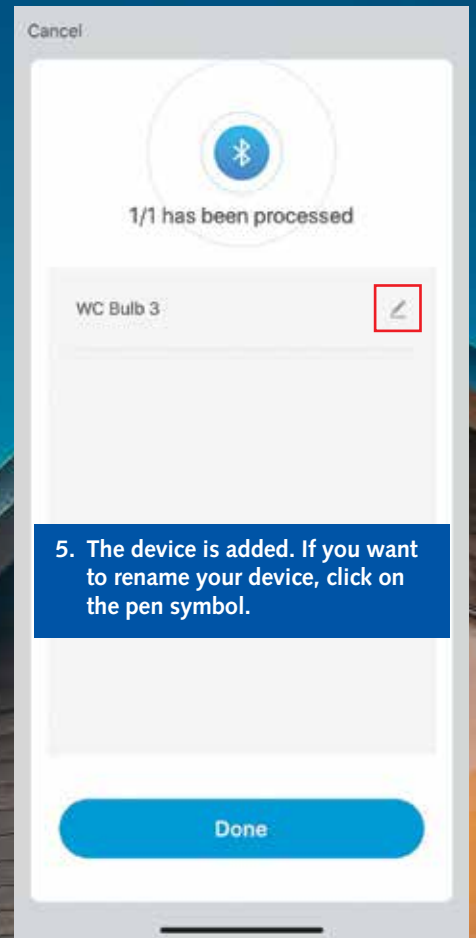 Cancel
1/1 has been processed
WC Bulb 3
5. The device is added. If you want
to rename your device, click on
the pen symbol.
Done